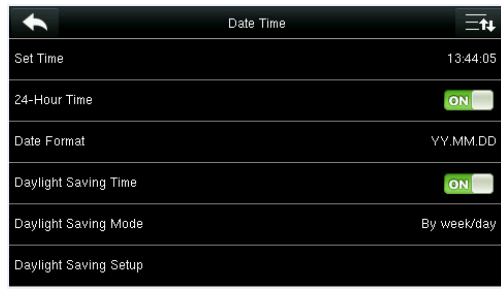 Date Time
Set Time 13:44:05
24-Hour Time ON
Date Format YY.MM.DD
Daylight Saving Time ON
Daylight Saving Mode By week/day
Daylight Saving Setup